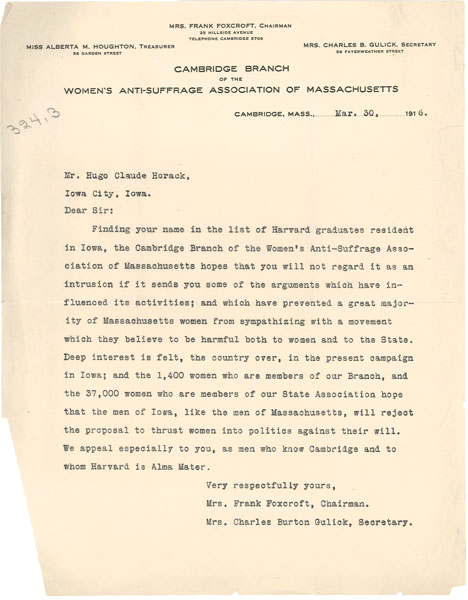 MRS. FRANK FOXCROFT, CHAIRMAN
25 HILLSIDE AVENUE
TELEPHONE CAMBRIDGE 5706
MISS ALBERTA M. HOUGHTON, TREASURER
58 GARDEN STREET
MRS. CHARLES B. GULICK, SECRETARY
59 FAYERWEATHER STREET
CAMBRIDGE BRANCH
OF THE
WOMEN'S ANTI-SUFFRAGE ASSOCIATION OF MASSACHUSETTS
CAMBRIDGE, MASS., Mar. 30, 1916.
324.3
Mr. Hugo Claude Horack,
Iowa City, Iowa.
Dear Sir:
Finding your name in the list of Harvard graduates resident
in Iowa, the Cambridge Branch of the Women's Anti-Suffrage Asso-
ciation of Massachusetts hopes that you will not regard it as an
intrusion if it sends you some of the arguments which have in-
fluenced its activities; and which have prevented a great major-
ity of Massachusetts women from sympathizing with a movement
which they believe to be harmful both to women and to the State.
Deep interest is felt, the country over, in the present campaign
in Iowa; and the 1,400 women who are members of our Branch, and
the 37,000 women who are members of our State Association hope
that the men of Iowa, like the men of Massachusetts, will reject
the proposal to thrust women into politics against their will.
We appeal especially to you, as men who know Cambridge and to
whom Harvard is Alma Mater.
Very respectfully yours,
Mrs. Frank Foxcroft, Chairman.
Mrs. Charles Burton Gulick, Secretary.